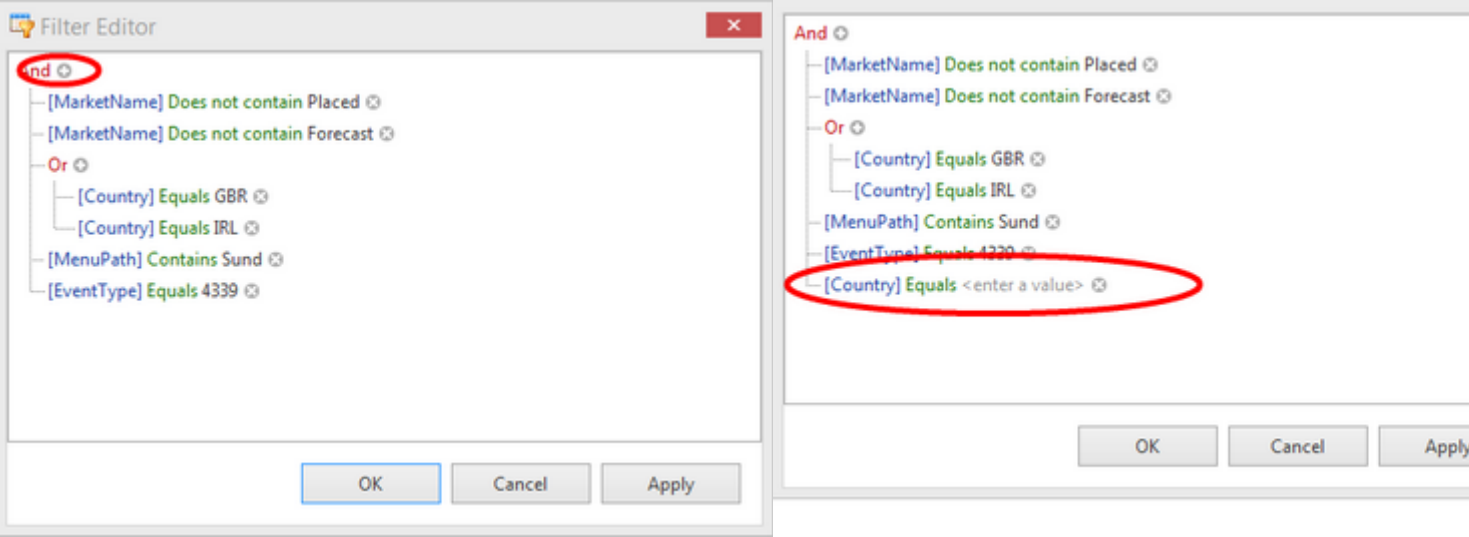 Filter Editor
And
[MarketName] Does not contain Placed
[MarketName] Does not contain Forecast
Or
[Country] Equals GBR
[Country] Equals IRL
[MenuPath] Contains Sund
[EventType] Equals 4339
OK Cancel Apply
And
[MarketName] Does not contain Placed
[MarketName] Does not contain Forecast
Or
[Country] Equals GBR
[Country] Equals IRL
[MenuPath] Contains Sund
[EventType] Equals 4339
[Country] Equals <enter a value>
OK Cancel Apply